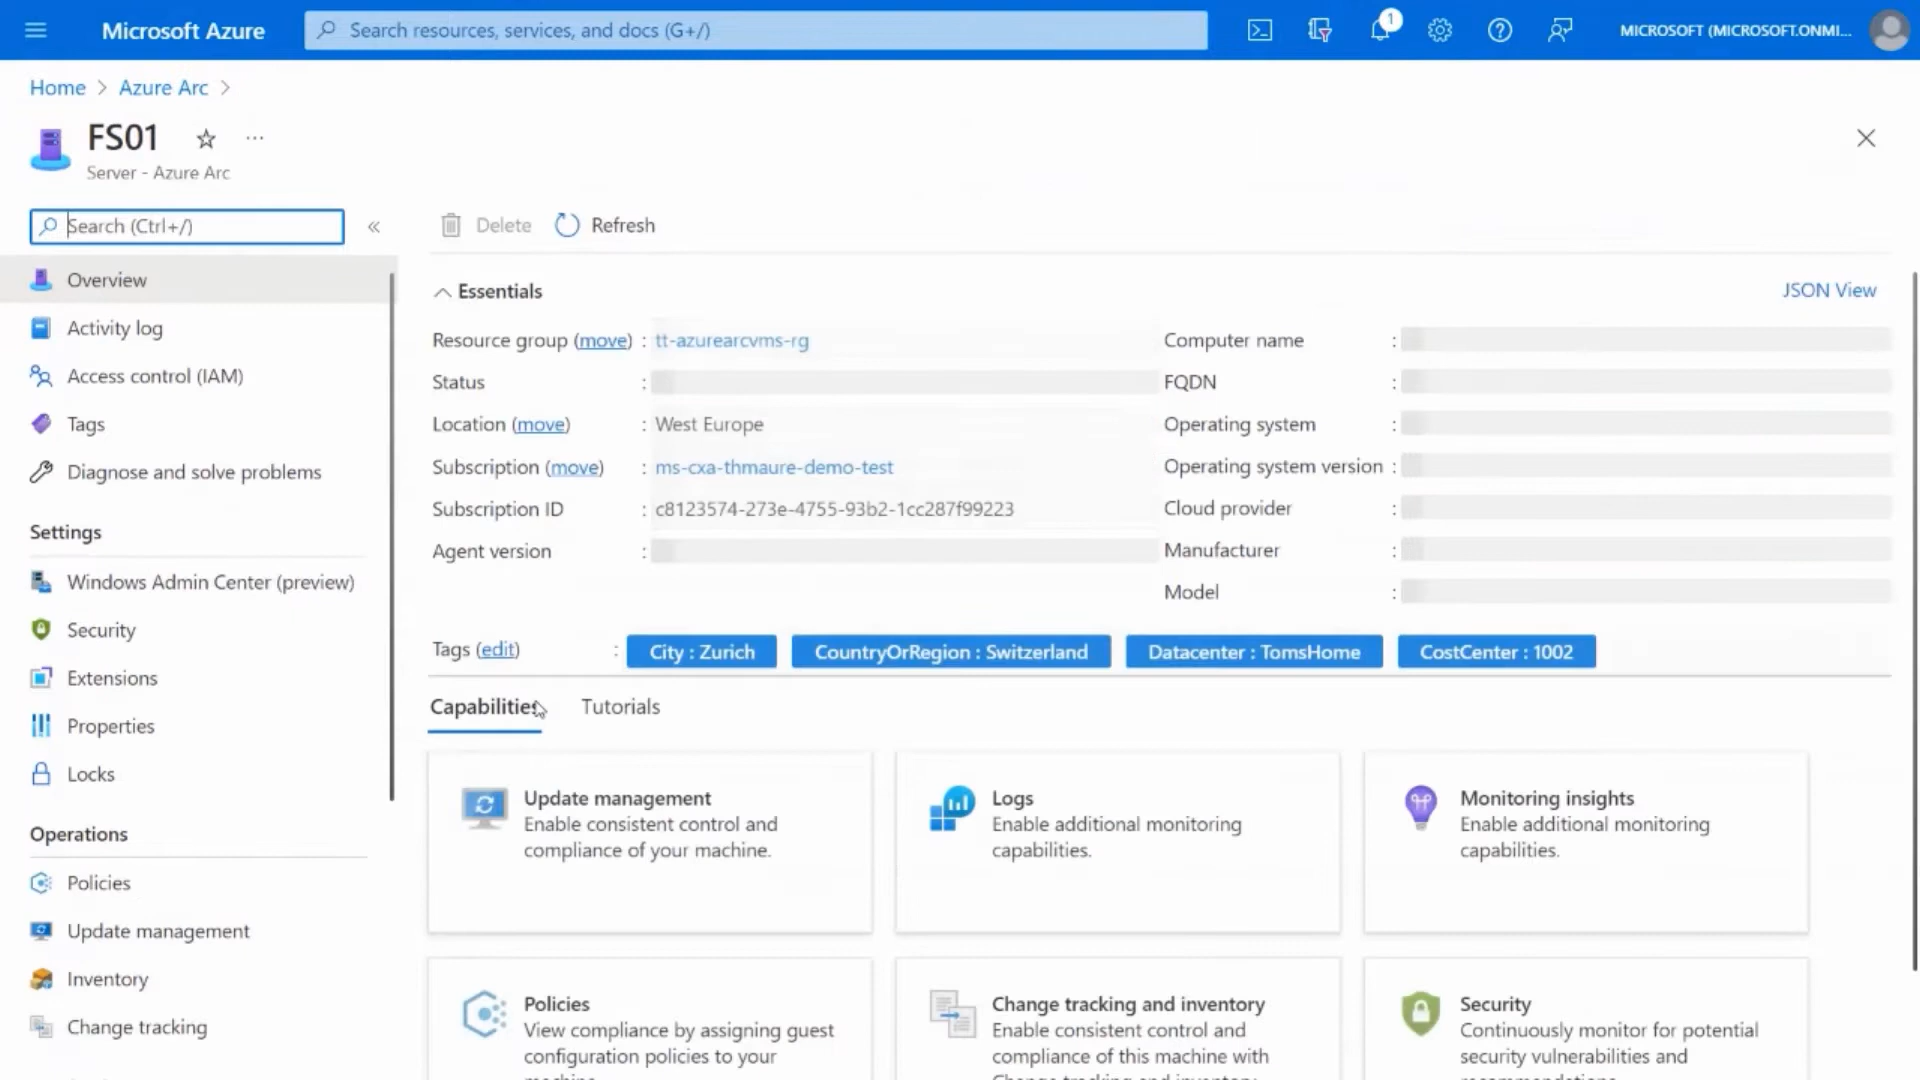 Microsoft Azure
Search resources, services, and docs (G+/)
1
MICROSOFT (MICROSOFT.ONMI...
Home > Azure Arc >
FS01
Server - Azure Arc
Search (Ctrl+/)
Delete
Refresh
Overview
Activity log
Access control (IAM)
Tags
Diagnose and solve problems
Settings
Windows Admin Center (preview)
Security
Extensions
Properties
Locks
Operations
Policies
Update management
Inventory
Change tracking
Essentials
JSON View
Resource group (move) : tt-azurearcvms-rg
Status :
Location (move) : West Europe
Subscription (move) : ms-cxa-thmaure-demo-test
Subscription ID : c8123574-273e-4755-93b2-1cc287f99223
Agent version :
Computer name :
FQDN :
Operating system :
Operating system version :
Cloud provider :
Manufacturer :
Model :
Tags (edit) : City : Zurich CountryOrRegion : Switzerland Datacenter : TomsHome CostCenter : 1002
Capabilities
Tutorials
Update management
Enable consistent control and
compliance of your machine.
Logs
Enable additional monitoring
capabilities.
Monitoring insights
Enable additional monitoring
capabilities.
Policies
View compliance by assigning guest
configuration policies to your
machine.
Change tracking and inventory
Enable consistent control and
compliance of this machine with
Change tracking and inventory.
Security
Continuously monitor for potential
security vulnerabilities and
recommendations.